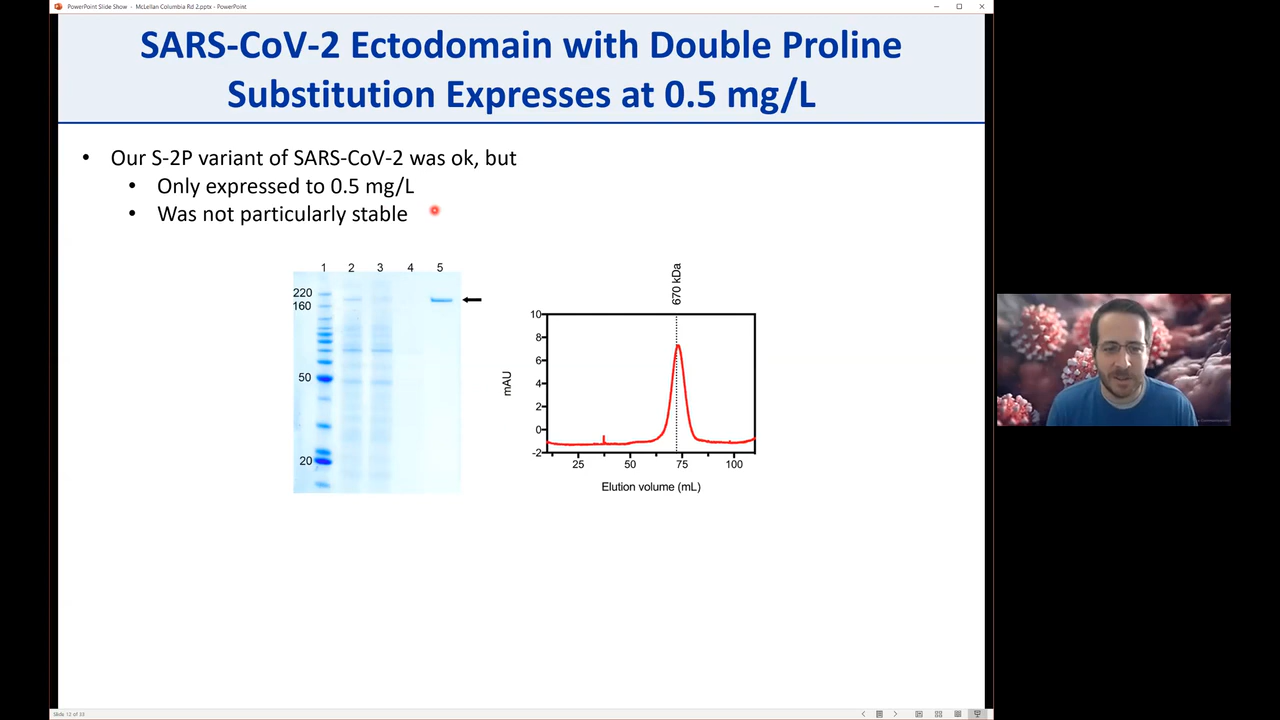 PowerPoint Slide Show - McLellan Columbia Rd 2.pptx - PowerPoint
SARS-CoV-2 Ectodomain with Double Proline
Substitution Expresses at 0.5 mg/L
• Our S-2P variant of SARS-CoV-2 was ok, but
• Only expressed to 0.5 mg/L
• Was not particularly stable
1 2 3 4 5
220
160
50
20
670 kDa
10
8
6
4
2
0
-2
mAU
25 50 75 100
Elution volume (mL)
Slide 12 of 33